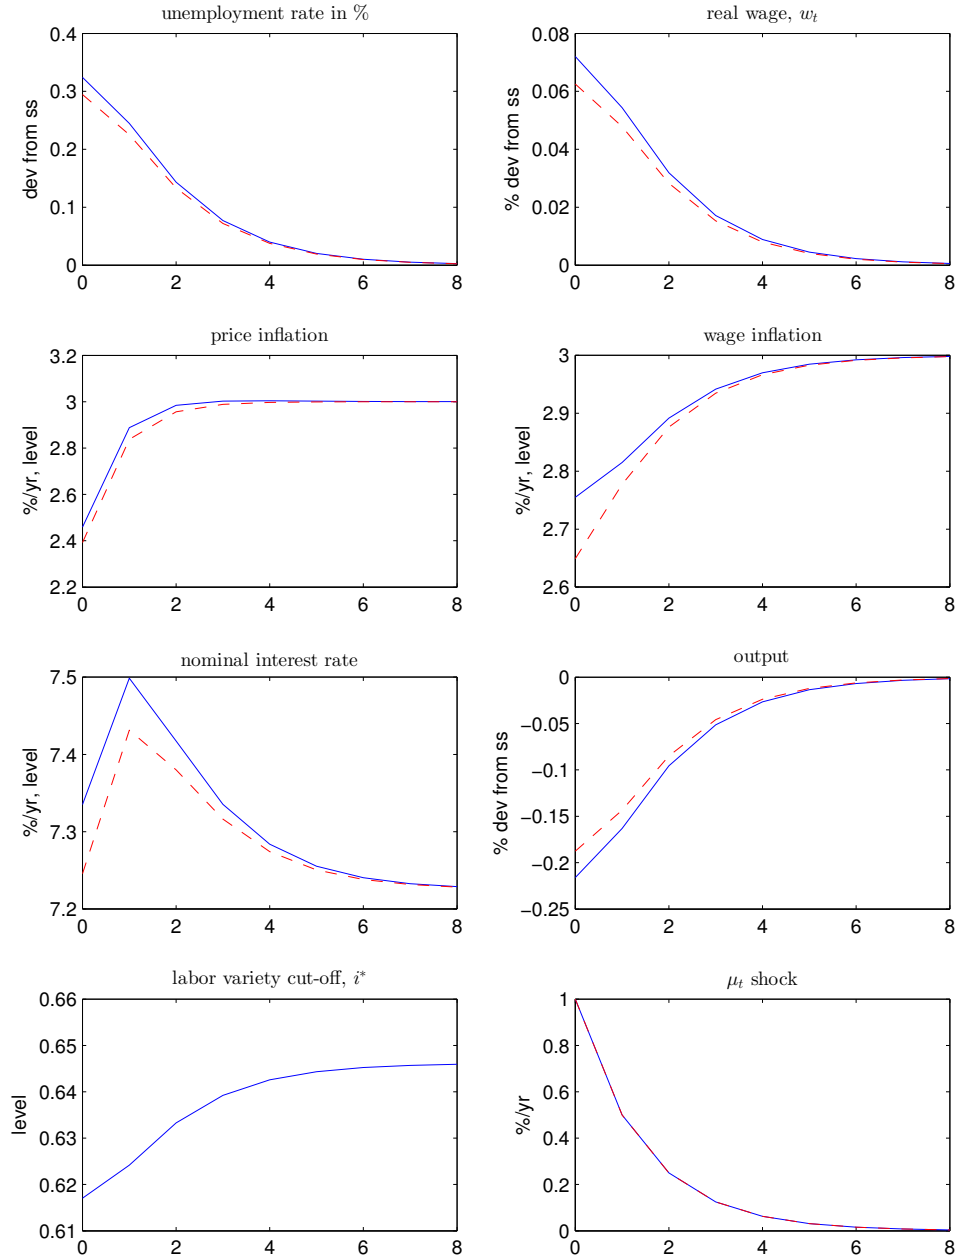 unemployment rate in %
dev from ss
0.4
0.3
0.2
0.1
0
0 2 4 6 8
real wage, wₜ
% dev from ss
0.08
0.06
0.04
0.02
0
0 2 4 6 8
price inflation
%/yr, level
3.2
3
2.8
2.6
2.4
2.2
0 2 4 6 8
wage inflation
%/yr, level
3
2.9
2.8
2.7
2.6
0 2 4 6 8
nominal interest rate
%/yr, level
7.5
7.4
7.3
7.2
0 2 4 6 8
output
% dev from ss
0
−0.05
−0.1
−0.15
−0.2
−0.25
0 2 4 6 8
labor variety cut-off, i*
level
0.66
0.65
0.64
0.63
0.62
0.61
0 2 4 6 8
μₜ shock
%/yr
1
0.8
0.6
0.4
0.2
0
0 2 4 6 8